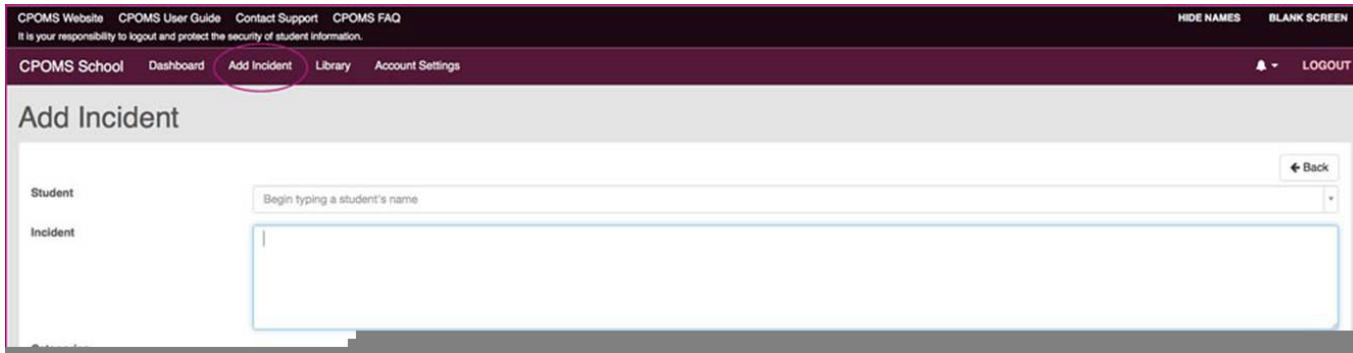 CPOMS Website CPOMS User Guide Contact Support CPOMS FAQ HIDE NAMES BLANK SCREEN
It is your responsibility to logout and protect the security of student information.
CPOMS School Dashboard Add Incident Library Account Settings LOGOUT
Add Incident
Back
Student Begin typing a student's name
Incident